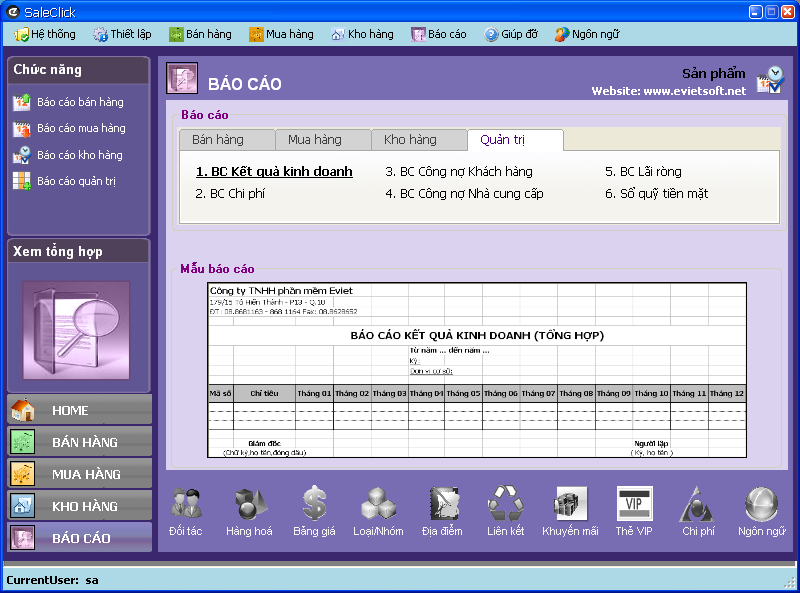 SaleClick
Hệ thống Thiết lập Bán hàng Mua hàng Kho hàng Báo cáo Giúp đỡ Ngôn ngữ
Chức năng
Báo cáo bán hàng
Báo cáo mua hàng
Báo cáo kho hàng
Báo cáo quản trị
Xem tổng hợp
HOME
BÁN HÀNG
MUA HÀNG
KHO HÀNG
BÁO CÁO
BÁO CÁO
Sản phẩm
Website: www.evietsoft.net
Báo cáo
Bán hàng Mua hàng Kho hàng Quản trị
1. BC Kết quả kinh doanh 3. BC Công nợ Khách hàng 5. BC Lãi ròng
2. BC Chi phí 4. BC Công nợ Nhà cung cấp 6. Sổ quỹ tiền mặt
Mẫu báo cáo
Công ty TNHH phần mềm Eviet
179/15 Tô Hiến Thành - P13 - Q.10
ĐT : 08.8681163 - 868 1164 Fax: 08.8628652
BÁO CÁO KẾT QUẢ KINH DOANH (TỔNG HỢP)
Từ năm ... đến năm ...
Kỳ:
Đơn vị cơ sở:
Mã số Chỉ tiêu Tháng 01 Tháng 02 Tháng 03 Tháng 04 Tháng 05 Tháng 06 Tháng 07 Tháng 08 Tháng 09 Tháng 10 Tháng 11 Tháng 12
Giám đốc Người lập
(Chữ ký,họ tên,đóng dấu) ( Ký, họ tên )
Đối tác Hàng hoá Bảng giá Loại/Nhóm Địa điểm Liên kết Khuyến mãi Thẻ VIP Chi phí Ngôn ngữ
VIP
CurrentUser: sa